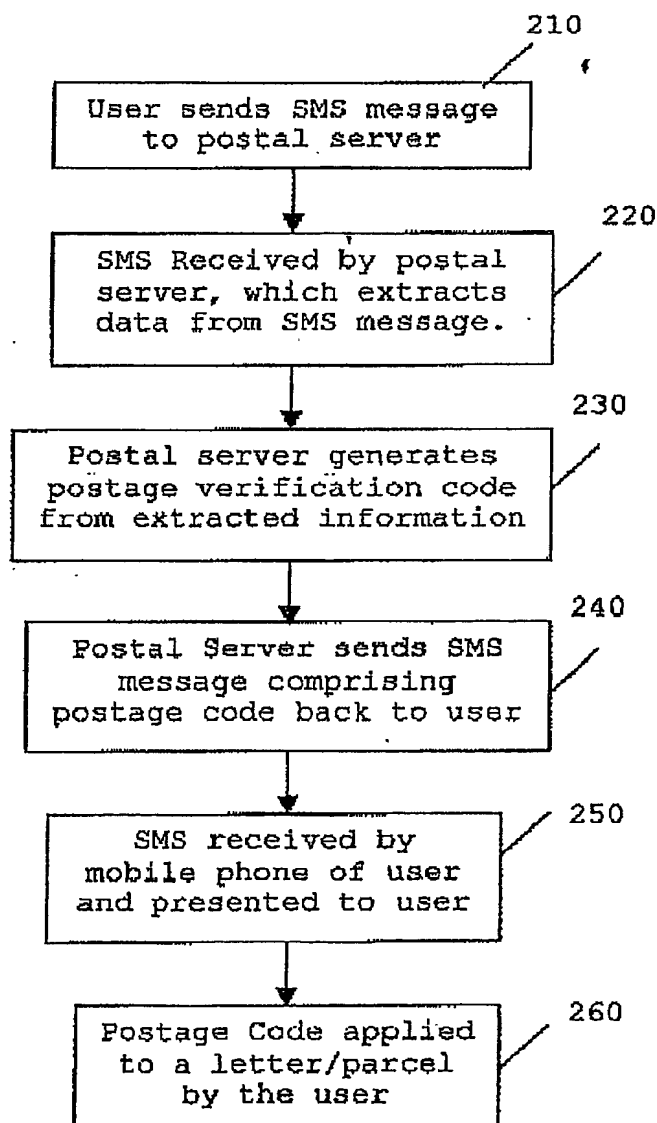 210
User sends SMS message
to postal server
220
SMS Received by postal
server, which extracts
data from SMS message.
230
Postal server generates
postage verification code
from extracted information
240
Postal Server sends SMS
message comprising
postage code back to user
250
SMS received by
mobile phone of user
and presented to user
260
Postage Code applied
to a letter/parcel
by the user